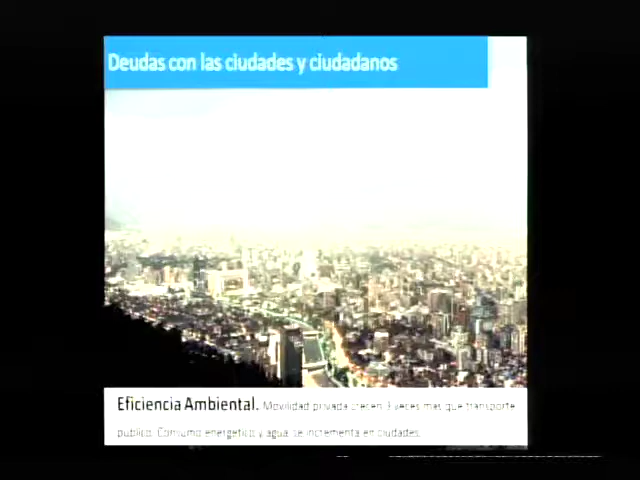 Deudas con las ciudades y ciudadanos
Eficiencia Ambiental. Movilidad privada crecen 3 veces mas que transporte
publico. Consumo energetico y agua se incrementa en ciudades.